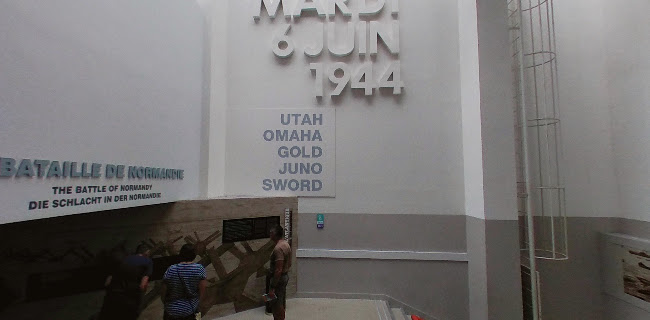 MARDI
6 JUIN
1944
UTAH
OMAHA
GOLD
JUNO
SWORD
BATAILLE DE NORMANDIE
THE BATTLE OF NORMANDY
DIE SCHLACHT IN DER NORMANDIE